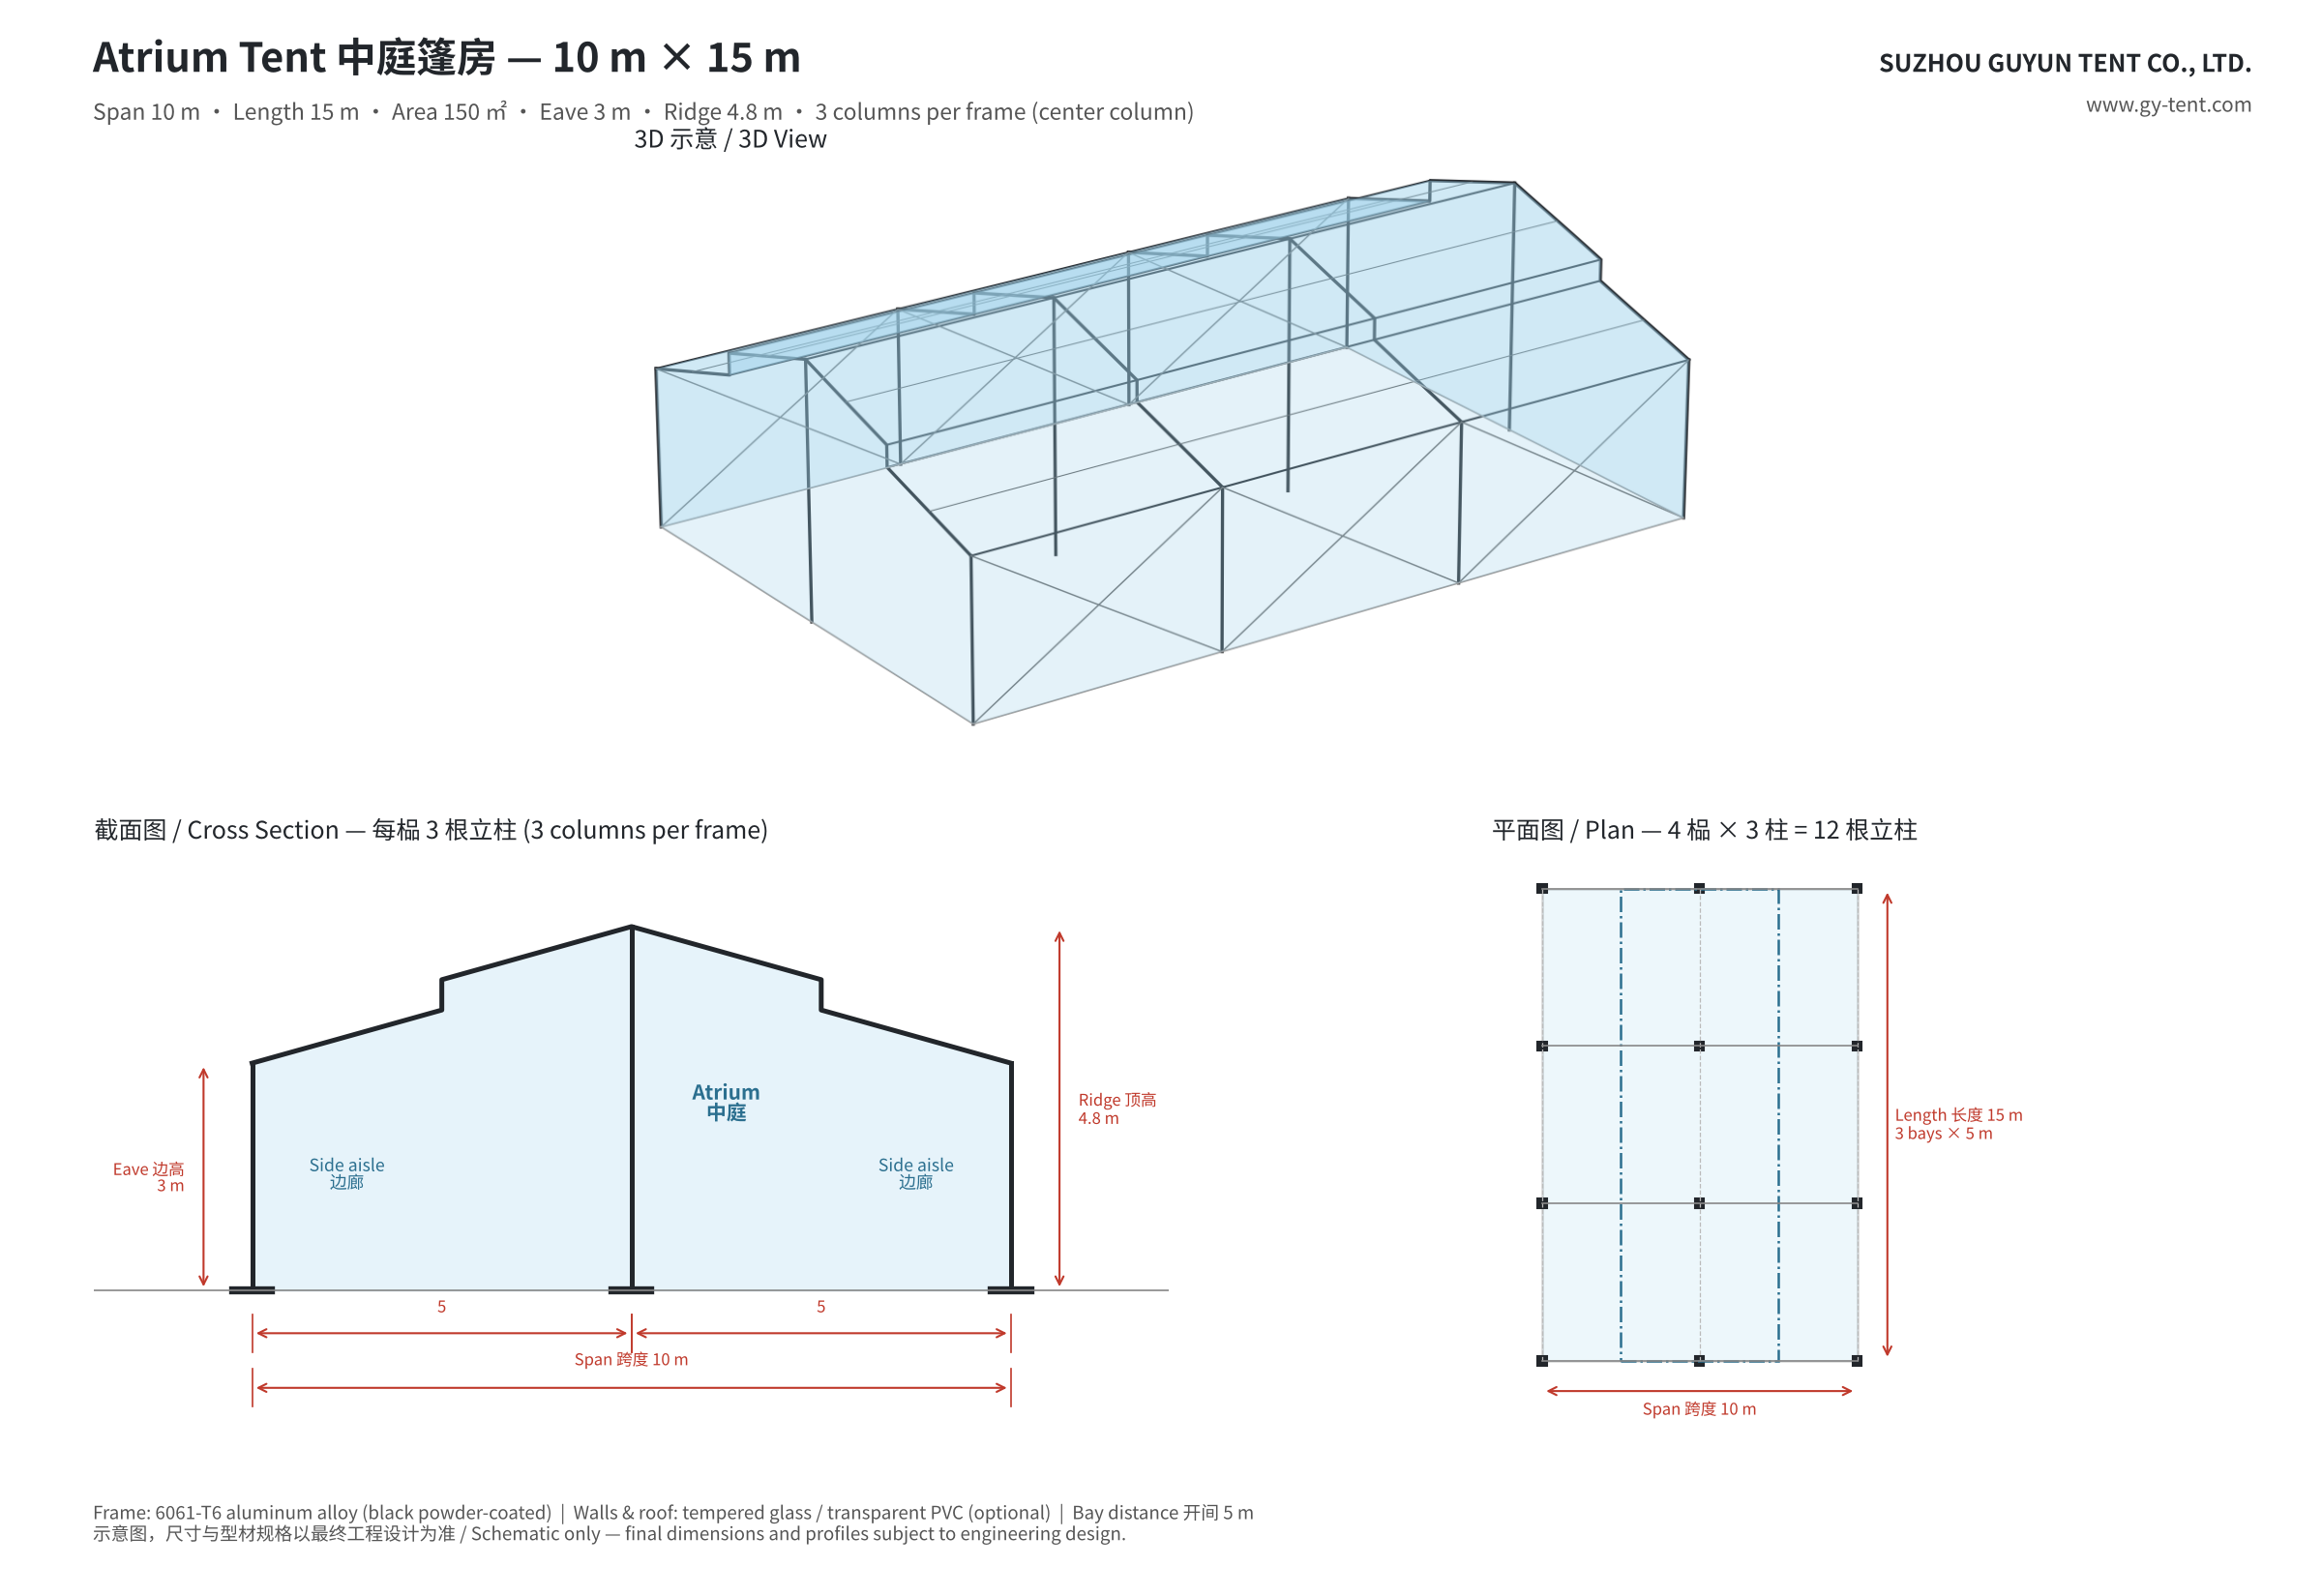 Atrium Tent 中庭篷房 — 10 m × 15 m
SUZHOU GUYUN TENT CO., LTD.
Span 10 m · Length 15 m · Area 150 ㎡ · Eave 3 m · Ridge 4.8 m · 3 columns per frame (center column)
www.gy-tent.com
3D 示意 / 3D View
截面图 / Cross Section — 每榀 3 根立柱 (3 columns per frame)
平面图 / Plan — 4 榀 × 3 柱 = 12 根立柱
Atrium
中庭
Ridge 顶高
4.8 m
Length 长度 15 m
3 bays × 5 m
Eave 边高
3 m
Side aisle
边廊
Side aisle
边廊
5
5
Span 跨度 10 m
Span 跨度 10 m
Frame: 6061-T6 aluminum alloy (black powder-coated) | Walls & roof: tempered glass / transparent PVC (optional) | Bay distance 开间 5 m
示意图，尺寸与型材规格以最终工程设计为准 / Schematic only — final dimensions and profiles subject to engineering design.